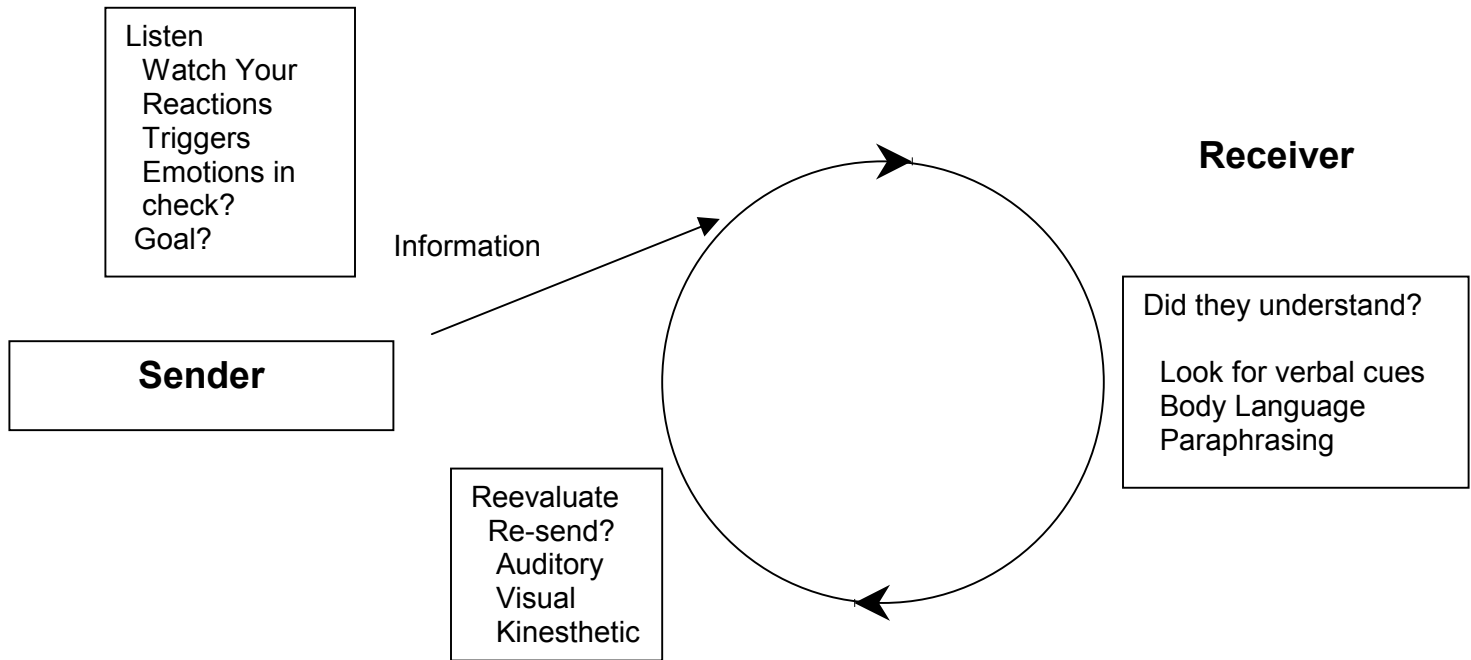 Listen
Watch Your
Reactions
Triggers
Emotions in
check?
Goal?
Information
Sender
Receiver
Did they understand?
Look for verbal cues
Body Language
Paraphrasing
Reevaluate
Re-send?
Auditory
Visual
Kinesthetic